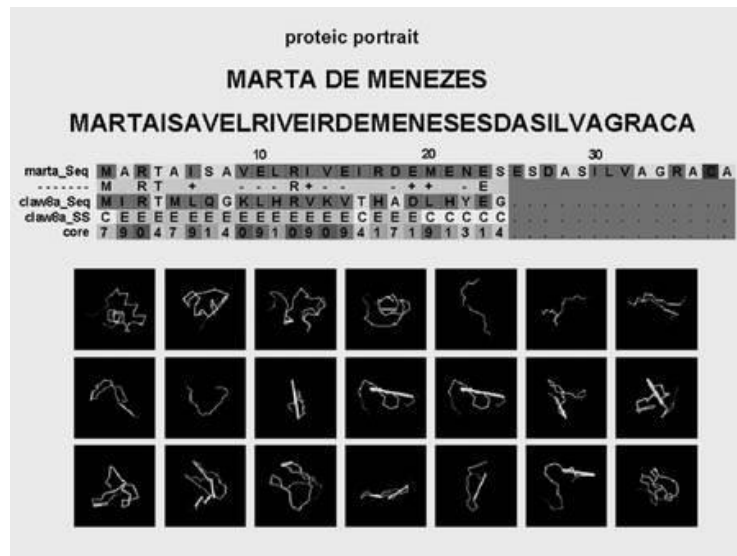 proteic portrait
MARTA DE MENEZES
MARTAISAVELRIVEIRDEMENESESDASILVAGRACA
10 20 30
marta_Seq M A R T A I S A V E L R I V E I R D E M E N E S E S D A S I L V A G R A C A
------- M R T + - - - R + - - - + + - E
claw8a_Seq M I R T M L Q G K L H R V K V T H A D L H Y E G
claw8a_SS C E E E E E E E E E E E E E E C E E E C C C C C
core 7 9 0 4 7 9 1 4 0 9 1 0 9 0 9 4 1 7 1 9 1 3 1 4